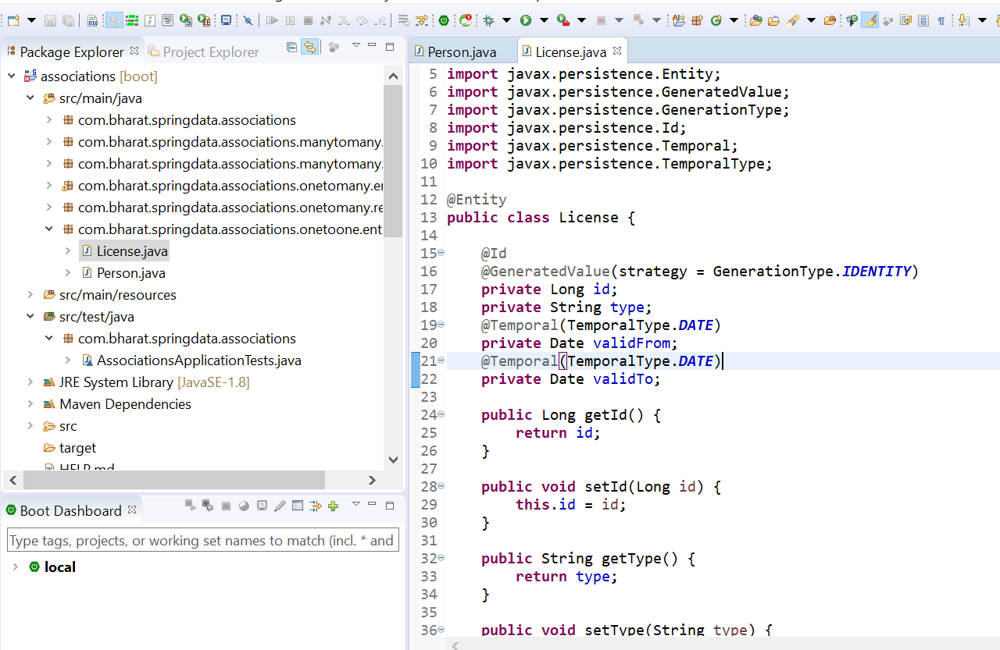 Package Explorer
Project Explorer
associations [boot]
src/main/java
com.bharat.springdata.associations
com.bharat.springdata.associations.manytomany.
com.bharat.springdata.associations.manytomany.
com.bharat.springdata.associations.onetomany.er
com.bharat.springdata.associations.onetomany.re
com.bharat.springdata.associations.onetoone.ent
License.java
Person.java
src/main/resources
src/test/java
com.bharat.springdata.associations
AssociationsApplicationTests.java
JRE System Library [JavaSE-1.8]
Maven Dependencies
src
target
HELP.md
Boot Dashboard
Type tags, projects, or working set names to match (incl. * and
local
Person.java
License.java
5 import javax.persistence.Entity;
6 import javax.persistence.GeneratedValue;
7 import javax.persistence.GenerationType;
8 import javax.persistence.Id;
9 import javax.persistence.Temporal;
10 import javax.persistence.TemporalType;
11
12 @Entity
13 public class License {
14
15 @Id
16 @GeneratedValue(strategy = GenerationType.IDENTITY)
17 private Long id;
18 private String type;
19 @Temporal(TemporalType.DATE)
20 private Date validFrom;
21 @Temporal(TemporalType.DATE)
22 private Date validTo;
23
24 public Long getId() {
25 return id;
26 }
27
28 public void setId(Long id) {
29 this.id = id;
30 }
31
32 public String getType() {
33 return type;
34 }
35
36 public void setType(String type) {